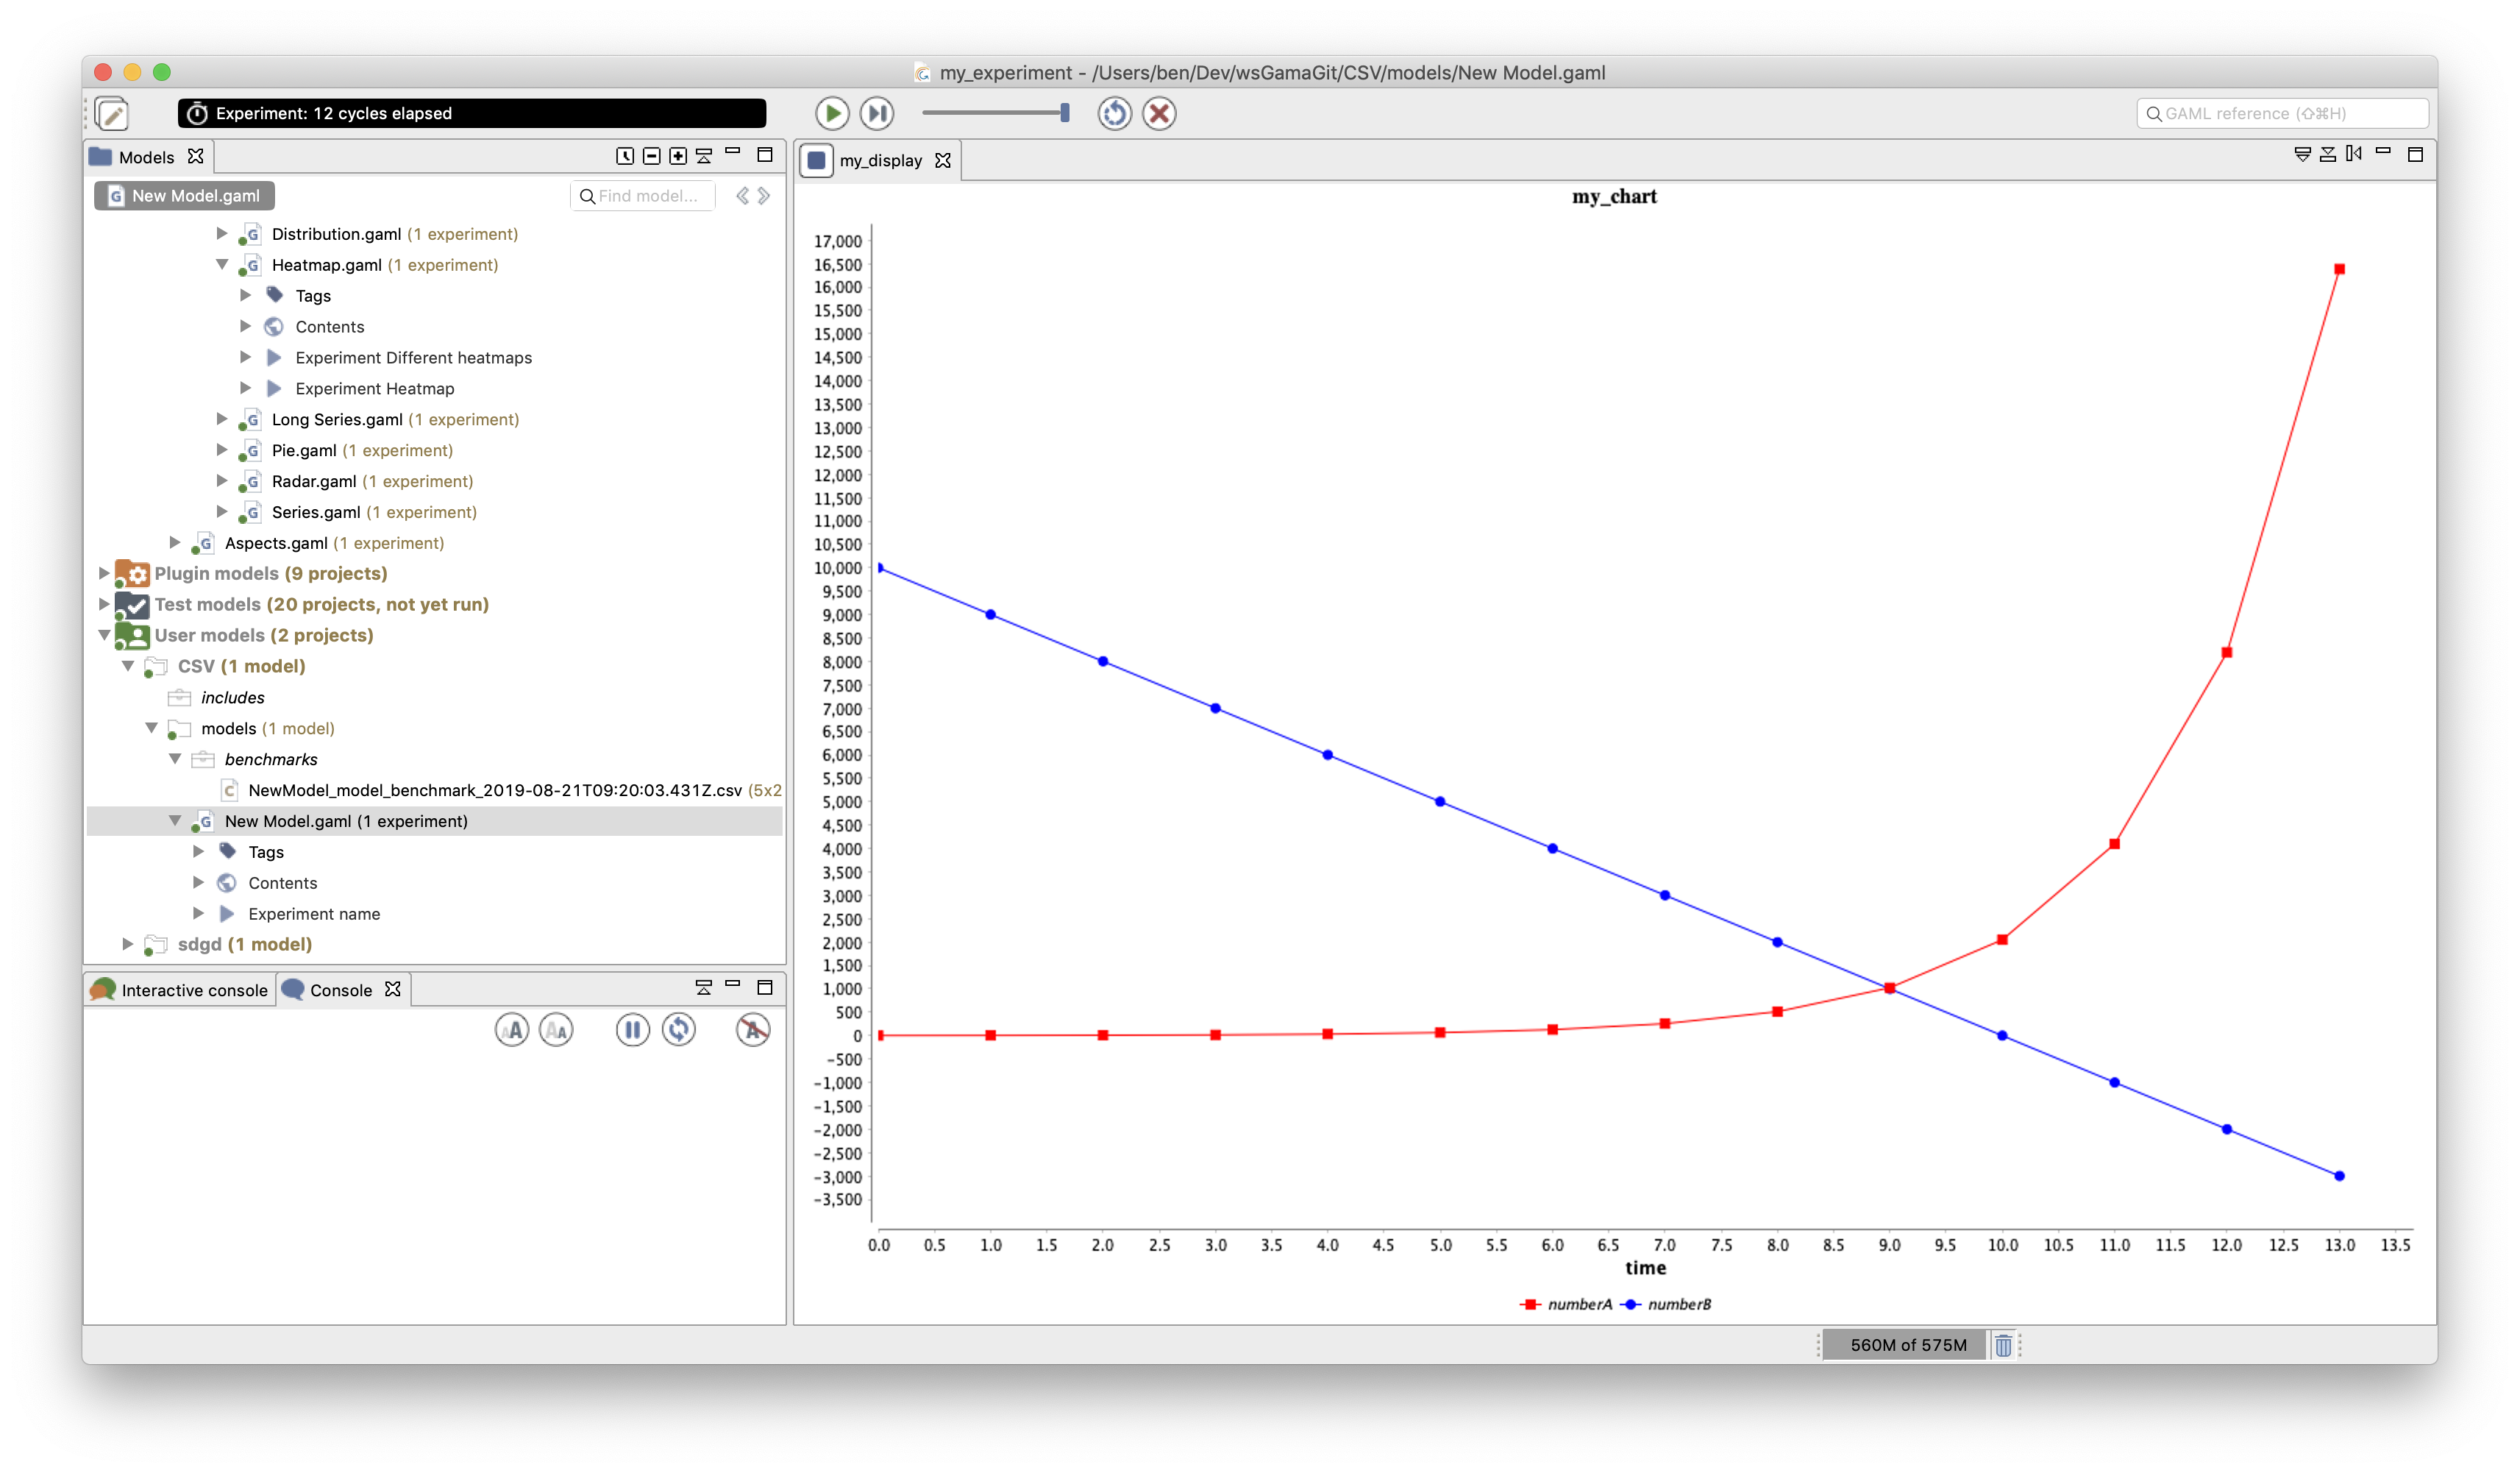 my_experiment - /Users/ben/Dev/wsGamaGit/CSV/models/New Model.gaml
Experiment: 12 cycles elapsed
GAML reference (⇧⌘H)
Models
New Model.gaml
Find model...
Distribution.gaml (1 experiment)
Heatmap.gaml (1 experiment)
Tags
Contents
Experiment Different heatmaps
Experiment Heatmap
Long Series.gaml (1 experiment)
Pie.gaml (1 experiment)
Radar.gaml (1 experiment)
Series.gaml (1 experiment)
Aspects.gaml (1 experiment)
Plugin models (9 projects)
Test models (20 projects, not yet run)
User models (2 projects)
CSV (1 model)
includes
models (1 model)
benchmarks
NewModel_model_benchmark_2019-08-21T09:20:03.431Z.csv (5x2
New Model.gaml (1 experiment)
Tags
Contents
Experiment name
sdgd (1 model)
Interactive console
Console
my_display
my_chart
17,000
16,500
16,000
15,500
15,000
14,500
14,000
13,500
13,000
12,500
12,000
11,500
11,000
10,500
10,000
9,500
9,000
8,500
8,000
7,500
7,000
6,500
6,000
5,500
5,000
4,500
4,000
3,500
3,000
2,500
2,000
1,500
1,000
500
0
-500
-1,000
-1,500
-2,000
-2,500
-3,000
-3,500
0.0 0.5 1.0 1.5 2.0 2.5 3.0 3.5 4.0 4.5 5.0 5.5 6.0 6.5 7.0 7.5 8.0 8.5 9.0 9.5 10.0 10.5 11.0 11.5 12.0 12.5 13.0 13.5
time
numberA numberB
560M of 575M